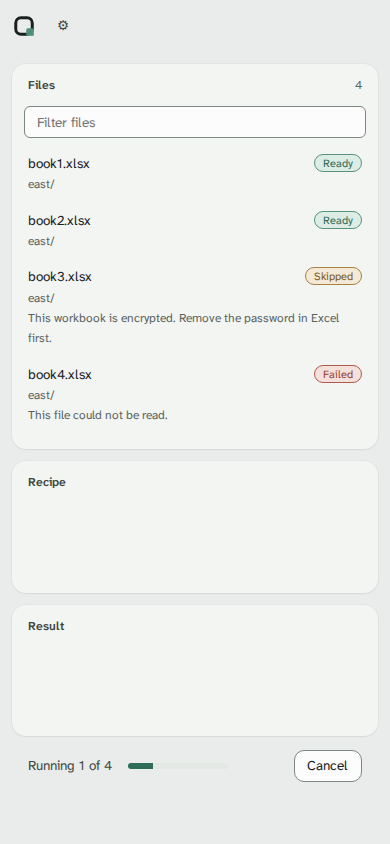 Files 4
Filter files
book1.xlsx Ready
east/
book2.xlsx Ready
east/
book3.xlsx Skipped
east/
This workbook is encrypted. Remove the password in Excel
first.
book4.xlsx Failed
east/
This file could not be read.
Recipe
Result
Running 1 of 4 Cancel